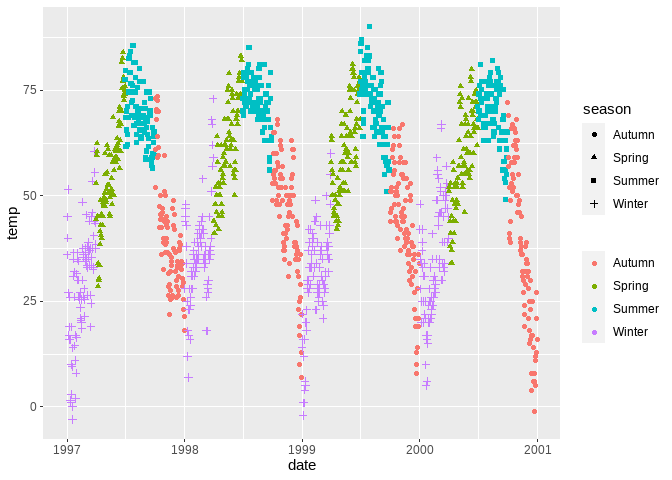 75
50
25
0
temp
1997
1998
1999
2000
2001
date
season
Autumn
Spring
Summer
Winter
Autumn
Spring
Summer
Winter